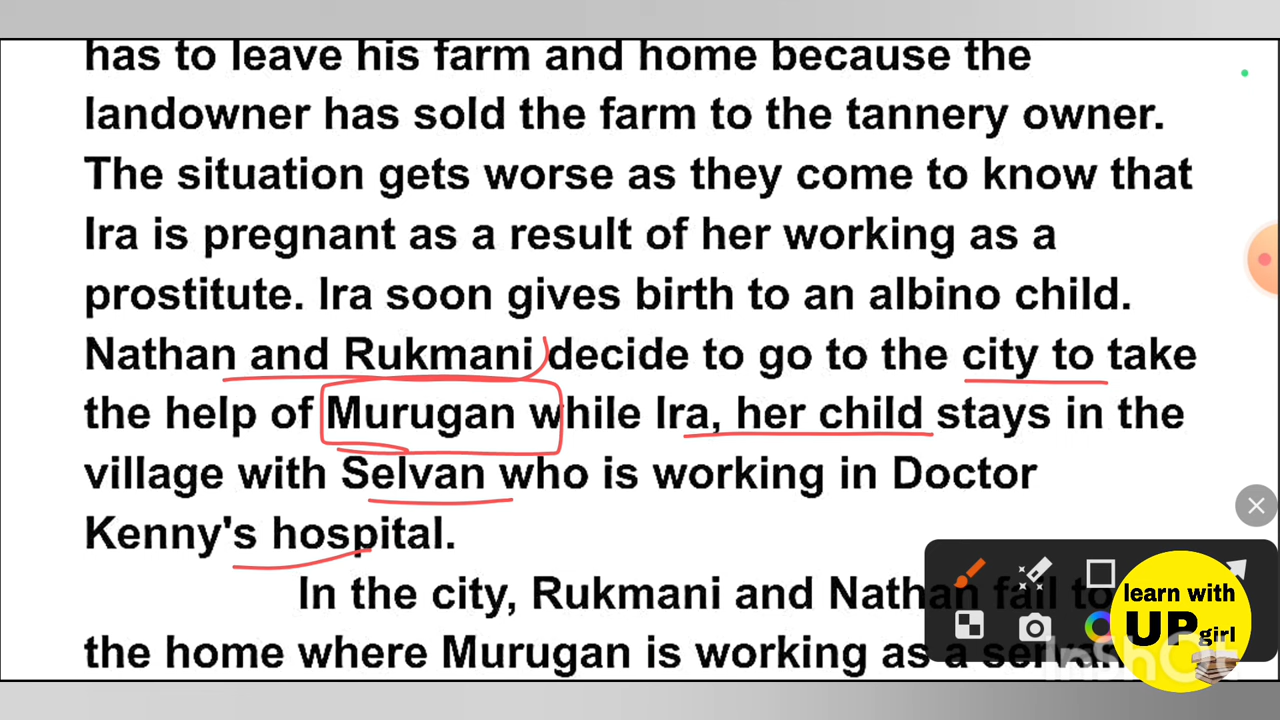 has to leave his farm and home because the
landowner has sold the farm to the tannery owner.
The situation gets worse as they come to know that
Ira is pregnant as a result of her working as a
prostitute. Ira soon gives birth to an albino child.
Nathan and Rukmani decide to go to the city to take
the help of Murugan while Ira, her child stays in the
village with Selvan who is working in Doctor
Kenny's hospital.
In the city, Rukmani and Nathan fail to
the home where Murugan is working as a
learn with
UP girl
InShOt